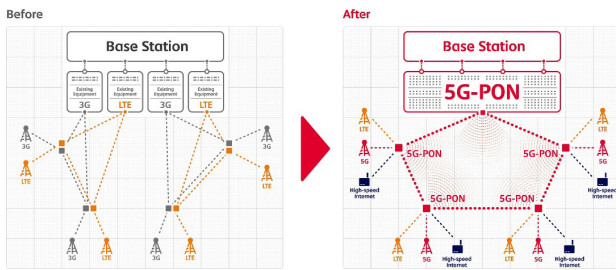 Before
Base Station
Existing Equipment
3G
Existing Equipment
LTE
Existing Equipment
3G
Existing Equipment
LTE
3G
LTE
3G
LTE
3G
LTE
3G
LTE
After
Base Station
5G-PON
LTE
5G
High-speed
Internet
5G-PON
5G-PON
LTE
5G
High-speed
Internet
5G-PON
5G-PON
LTE
5G
High-speed
Internet
LTE
5G
High-speed
Internet